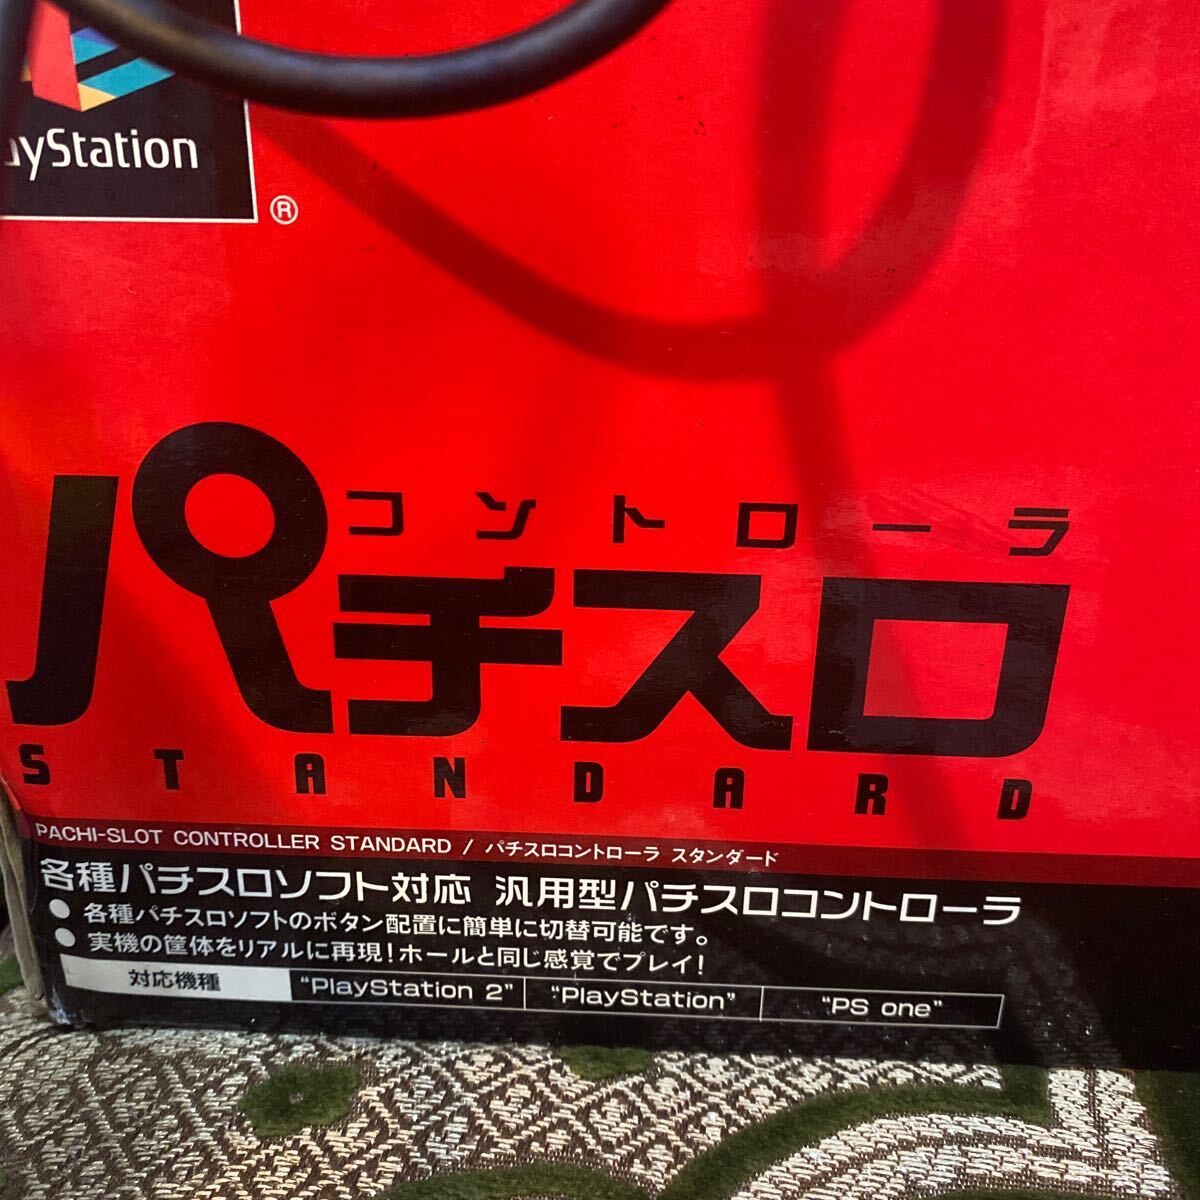 ayStation
®
コントローラ
パチスロ
STANDARD
PACHI-SLOT CONTROLLER STANDARD / パチスロコントローラ スタンダード
各種パチスロソフト対応 汎用型パチスロコントローラ
● 各種パチスロソフトのボタン配置に簡単に切替可能です。
● 実機の筐体をリアルに再現!ホールと同じ感覚でプレイ!
対応機種 "PlayStation 2" "PlayStation" "PS one"